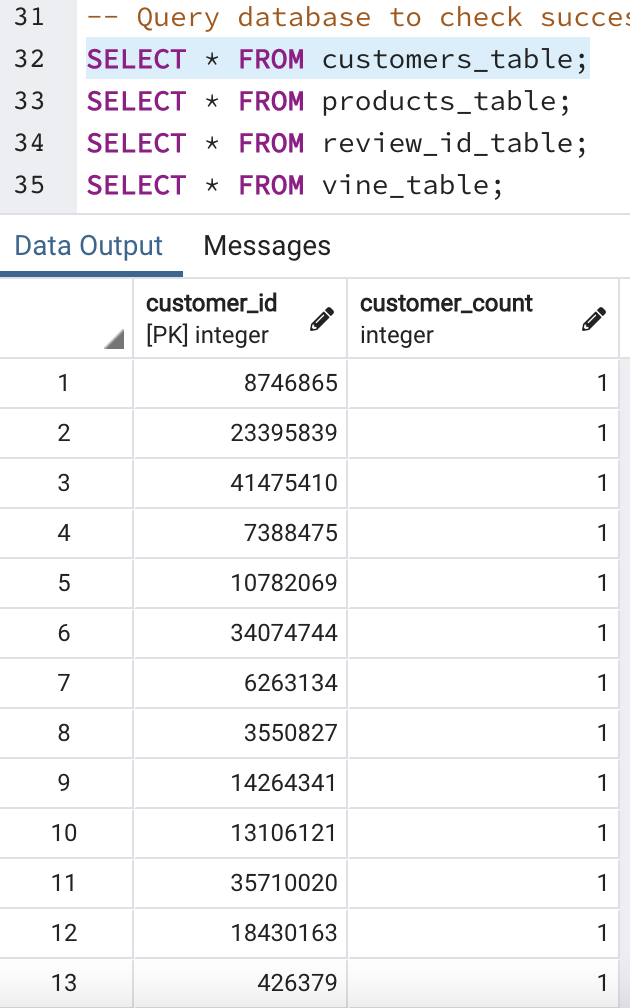 31 -- Query database to check succes
32 SELECT * FROM customers_table;
33 SELECT * FROM products_table;
34 SELECT * FROM review_id_table;
35 SELECT * FROM vine_table;
Data Output Messages
customer_id customer_count
[PK] integer integer
1 8746865 1
2 23395839 1
3 41475410 1
4 7388475 1
5 10782069 1
6 34074744 1
7 6263134 1
8 3550827 1
9 14264341 1
10 13106121 1
11 35710020 1
12 18430163 1
13 426379 1